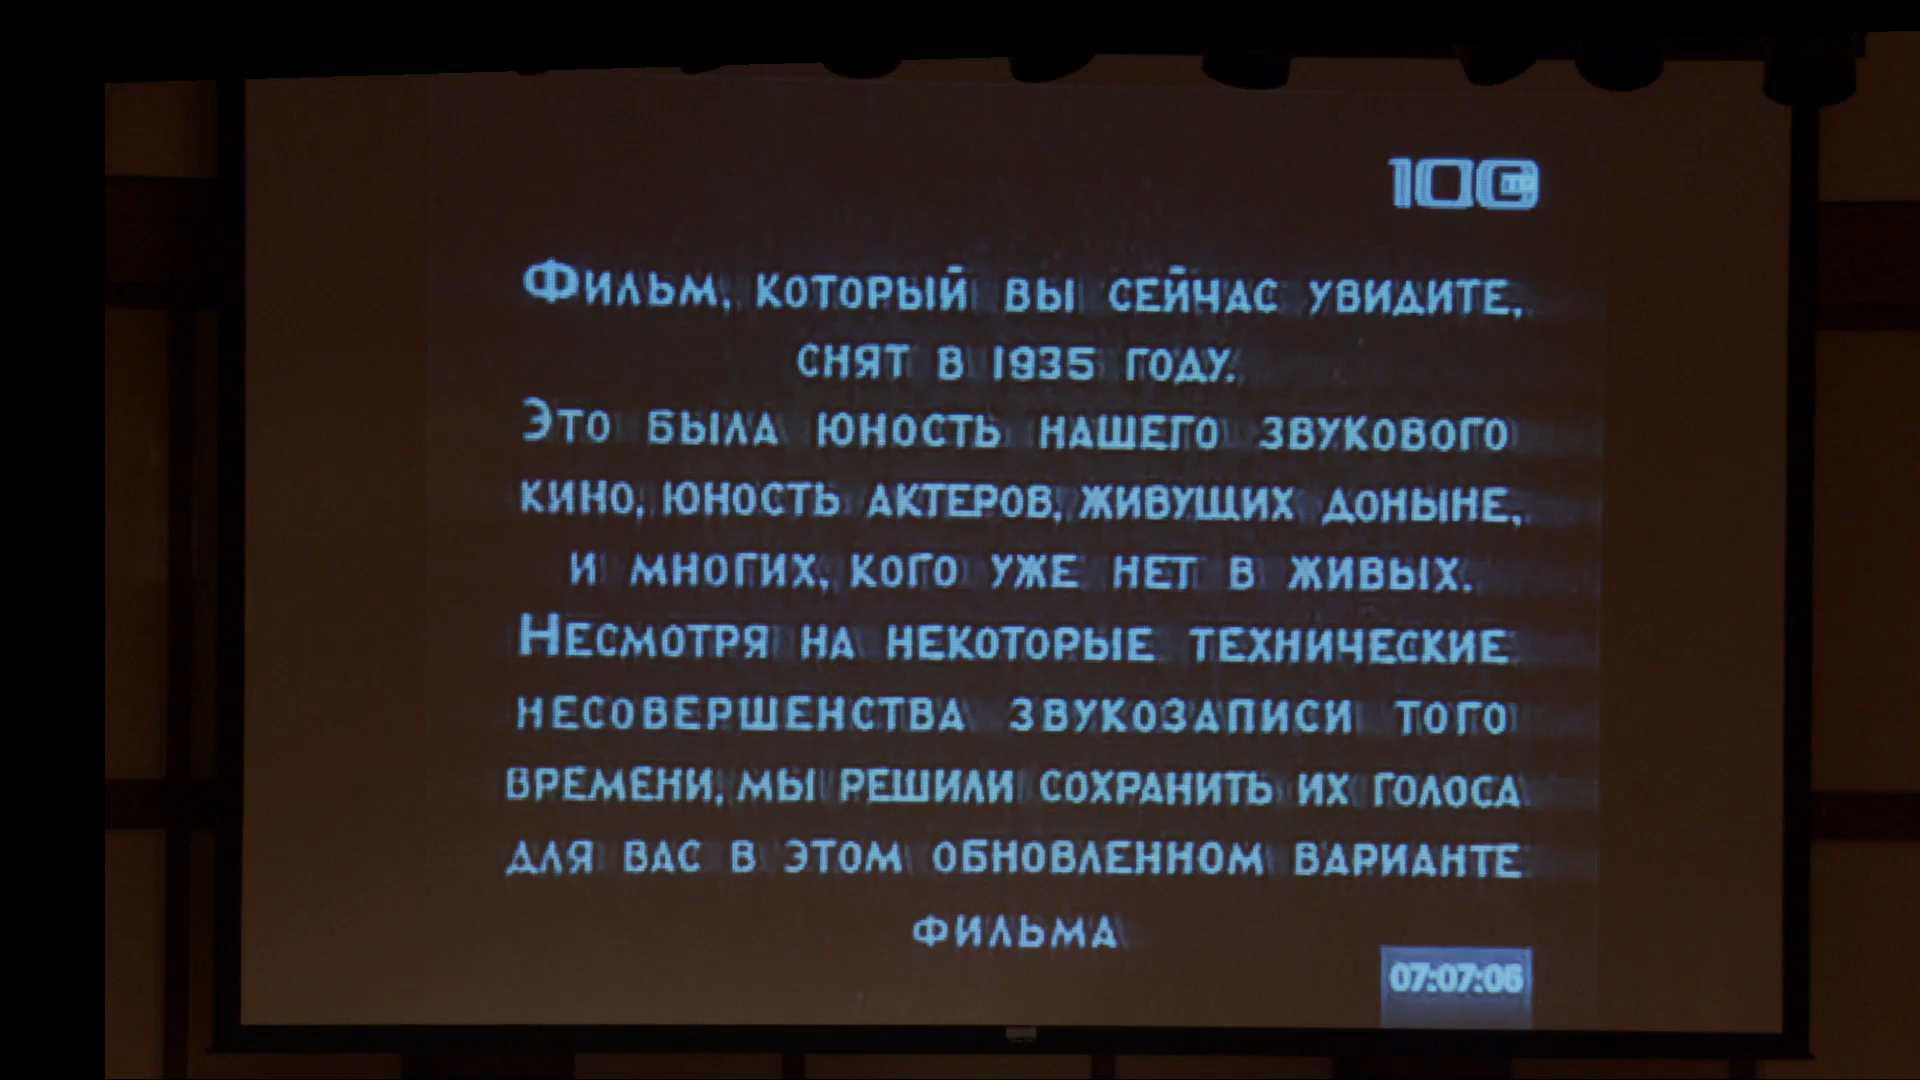 100
Фильм, который вы сейчас увидите,
снят в 1935 году.
Это была юность нашего звукового
кино, юность актеров, живущих доныне,
и многих, кого уже нет в живых.
Несмотря на некоторые технические
несовершенства звукозаписи того
времени, мы решили сохранить их голоса
для вас в этом обновленном варианте
фильма
07:07:06